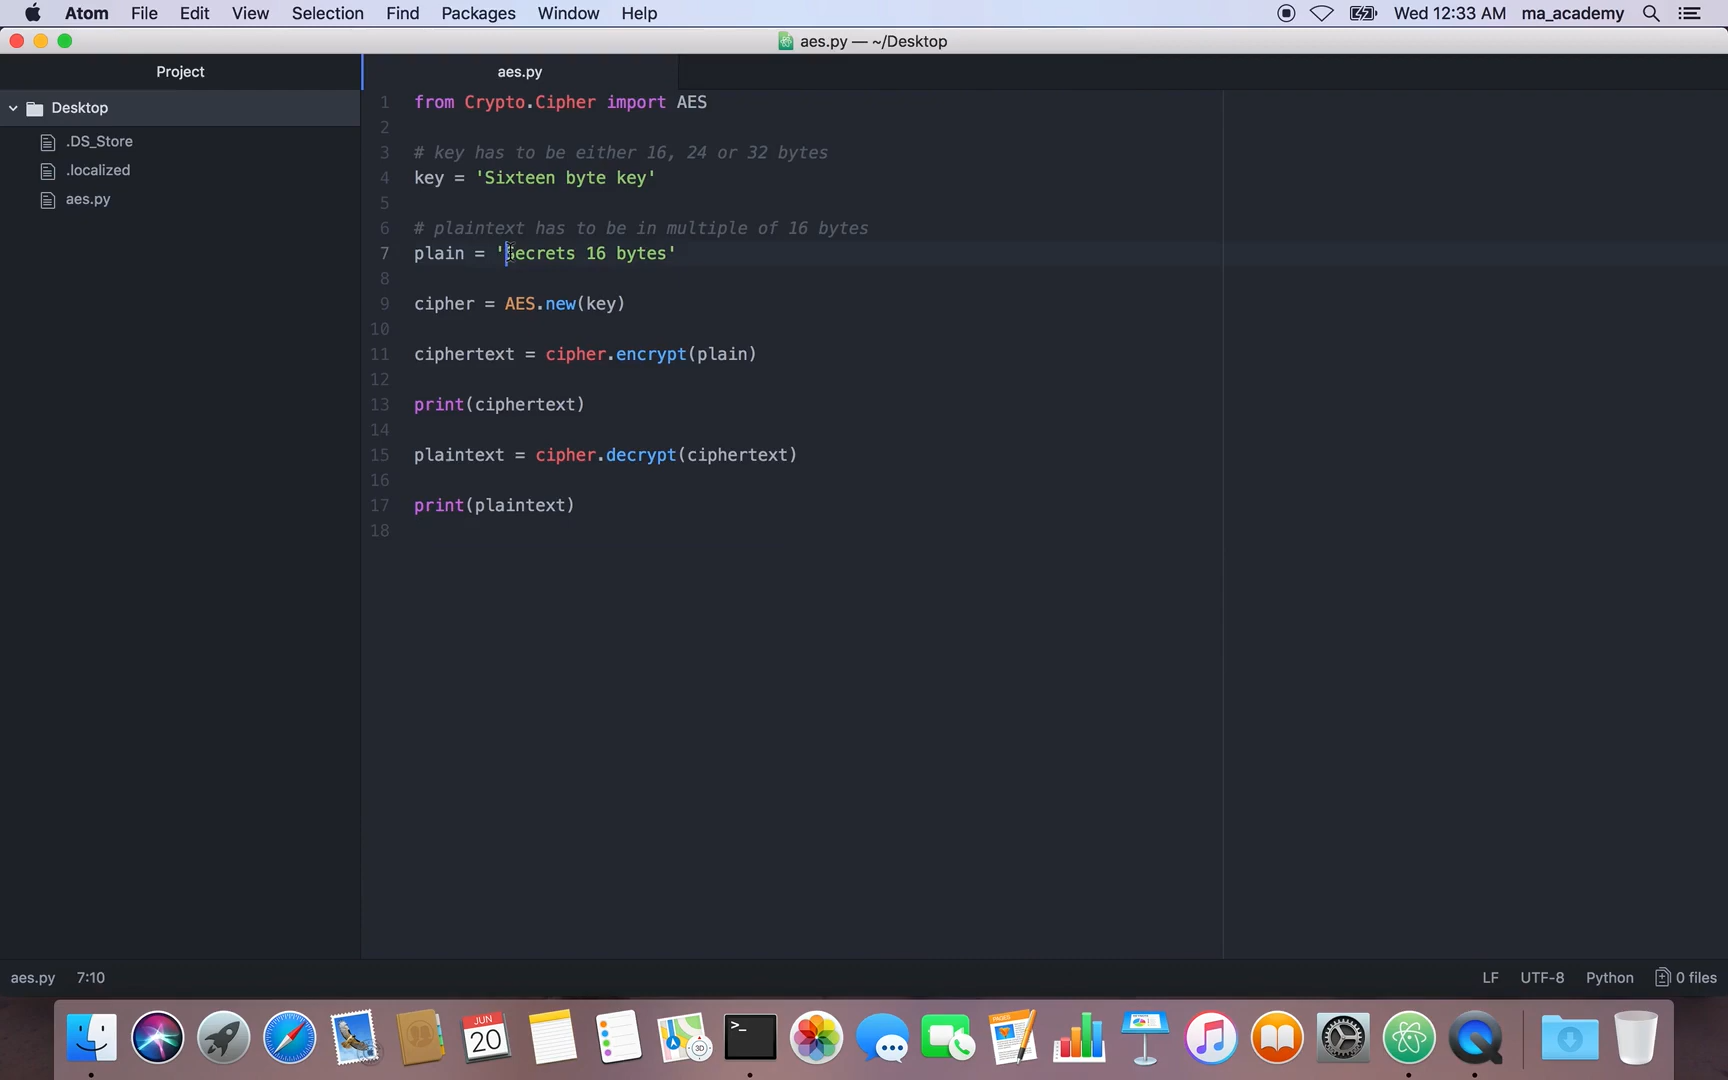 Atom File Edit View Selection Find Packages Window Help Wed 12:33 AM ma_academy
aes.py — ~/Desktop
Project
aes.py
Desktop
.DS_Store
.localized
aes.py
1 from Crypto.Cipher import AES
2
3 # key has to be either 16, 24 or 32 bytes
4 key = 'Sixteen byte key'
5
6 # plaintext has to be in multiple of 16 bytes
7 plain = 'Secrets 16 bytes'
8
9 cipher = AES.new(key)
10
11 ciphertext = cipher.encrypt(plain)
12
13 print(ciphertext)
14
15 plaintext = cipher.decrypt(ciphertext)
16
17 print(plaintext)
18
aes.py 7:10 LF UTF-8 Python 0 files
JUN
20
PAGES